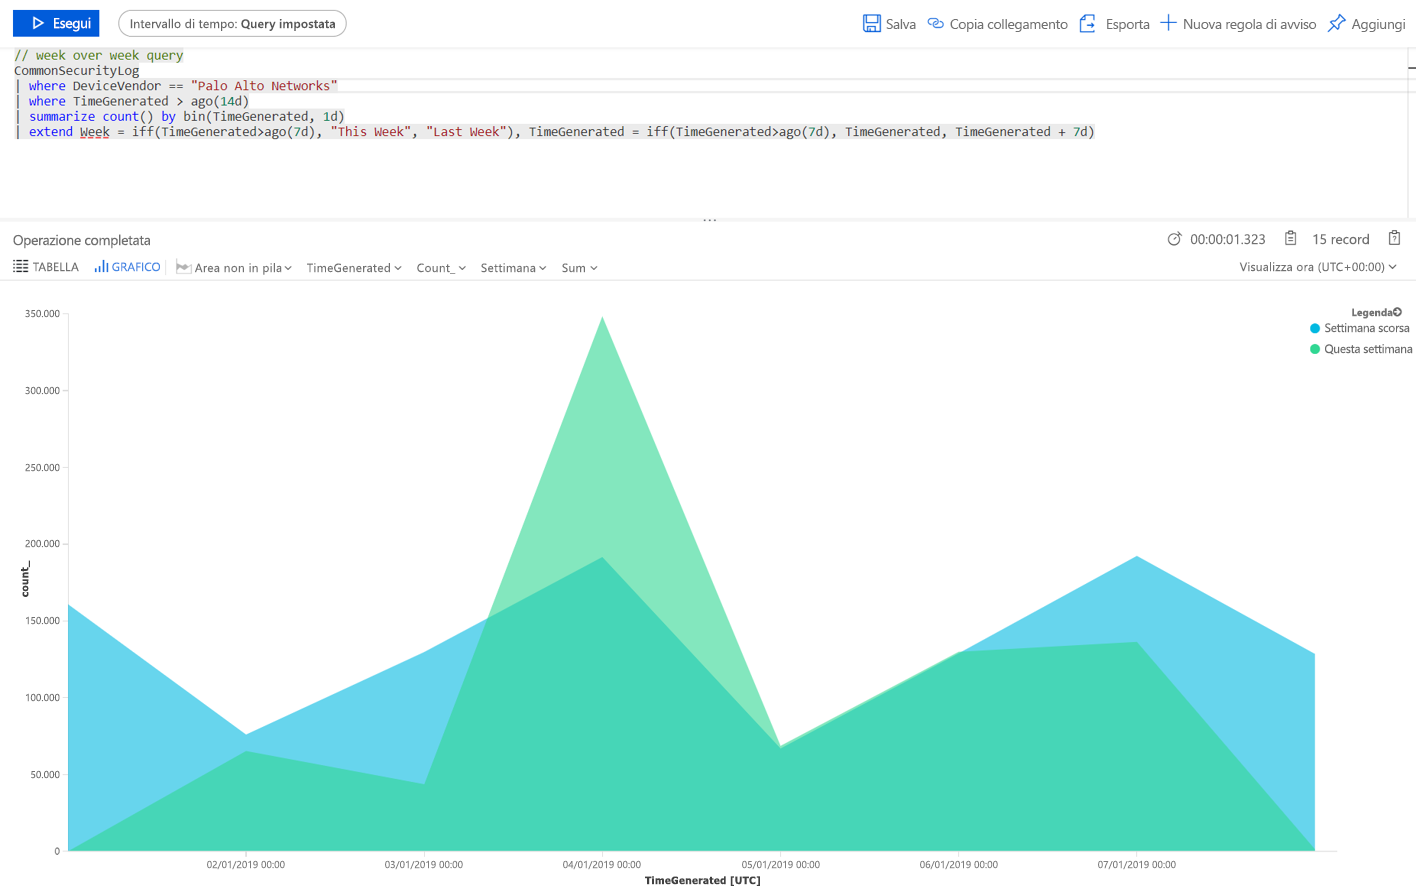 Esegui
Intervallo di tempo: Query impostata
Salva
Copia collegamento
Esporta
Nuova regola di avviso
Aggiungi
// week over week query
CommonSecurityLog
| where DeviceVendor == "Palo Alto Networks"
| where TimeGenerated > ago(14d)
| summarize count() by bin(TimeGenerated, 1d)
| extend Week = iff(TimeGenerated>ago(7d), "This Week", "Last Week"), TimeGenerated = iff(TimeGenerated>ago(7d), TimeGenerated, TimeGenerated + 7d)
...
Operazione completata
00:00:01.323
15 record
TABELLA
GRAFICO
Area non in pila
TimeGenerated
Count_
Settimana
Sum
Visualizza ora (UTC+00:00)
Legenda
Settimana scorsa
Questa settimana
350.000
300.000
250.000
200.000
150.000
100.000
50.000
0
count_
02/01/2019 00:00
03/01/2019 00:00
04/01/2019 00:00
05/01/2019 00:00
06/01/2019 00:00
07/01/2019 00:00
TimeGenerated [UTC]